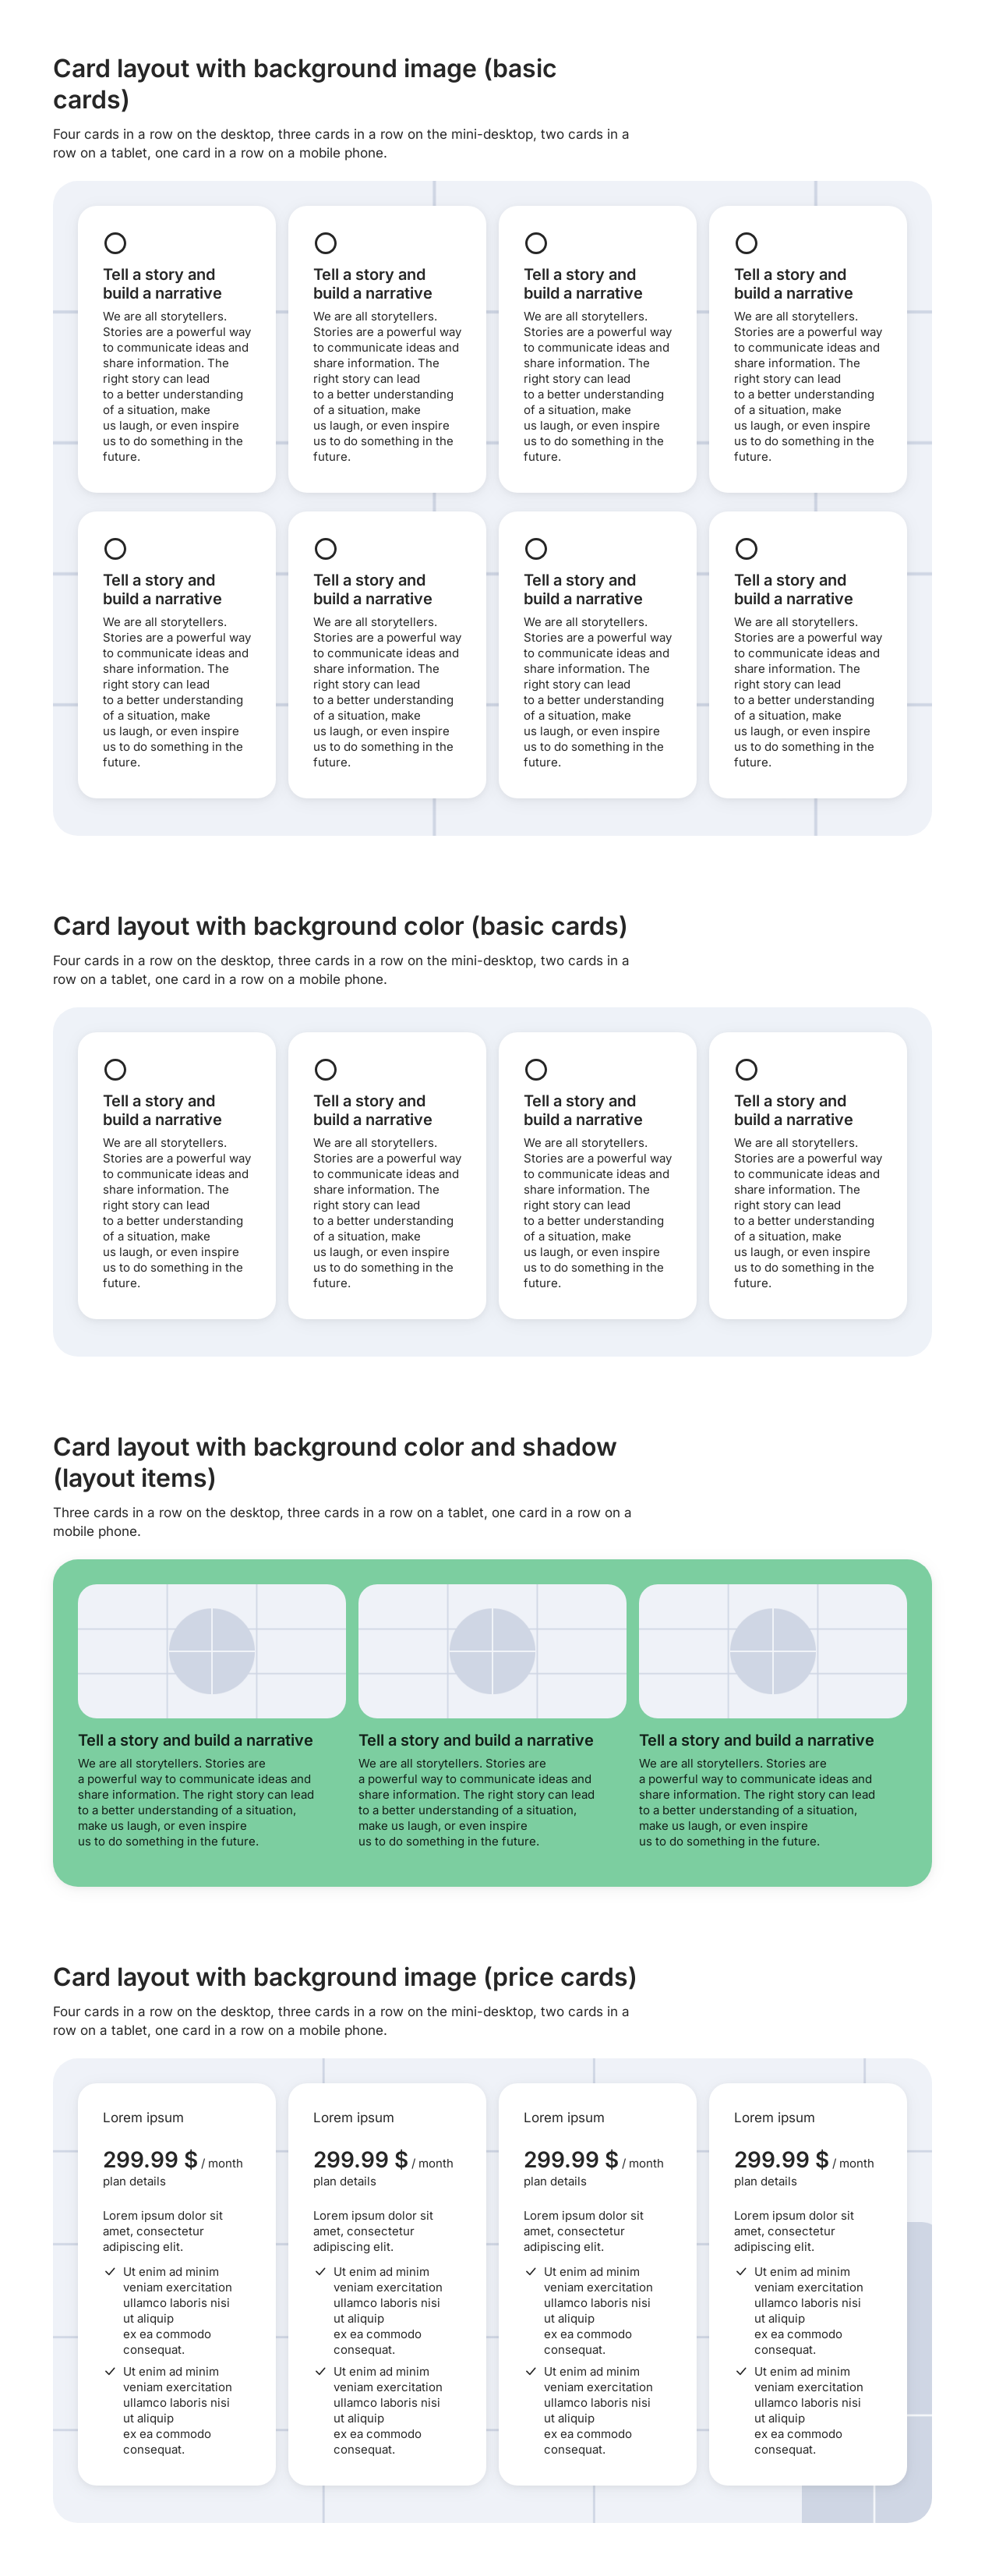 Card layout with background image (basic
cards)
Four cards in a row on the desktop, three cards in a row on the mini-desktop, two cards in a
row on a tablet, one card in a row on a mobile phone.
Tell a story and
build a narrative
We are all storytellers.
Stories are a powerful way
to communicate ideas and
share information. The
right story can lead
to a better understanding
of a situation, make
us laugh, or even inspire
us to do something in the
future.
Tell a story and
build a narrative
We are all storytellers.
Stories are a powerful way
to communicate ideas and
share information. The
right story can lead
to a better understanding
of a situation, make
us laugh, or even inspire
us to do something in the
future.
Tell a story and
build a narrative
We are all storytellers.
Stories are a powerful way
to communicate ideas and
share information. The
right story can lead
to a better understanding
of a situation, make
us laugh, or even inspire
us to do something in the
future.
Tell a story and
build a narrative
We are all storytellers.
Stories are a powerful way
to communicate ideas and
share information. The
right story can lead
to a better understanding
of a situation, make
us laugh, or even inspire
us to do something in the
future.
Tell a story and
build a narrative
We are all storytellers.
Stories are a powerful way
to communicate ideas and
share information. The
right story can lead
to a better understanding
of a situation, make
us laugh, or even inspire
us to do something in the
future.
Tell a story and
build a narrative
We are all storytellers.
Stories are a powerful way
to communicate ideas and
share information. The
right story can lead
to a better understanding
of a situation, make
us laugh, or even inspire
us to do something in the
future.
Tell a story and
build a narrative
We are all storytellers.
Stories are a powerful way
to communicate ideas and
share information. The
right story can lead
to a better understanding
of a situation, make
us laugh, or even inspire
us to do something in the
future.
Tell a story and
build a narrative
We are all storytellers.
Stories are a powerful way
to communicate ideas and
share information. The
right story can lead
to a better understanding
of a situation, make
us laugh, or even inspire
us to do something in the
future.
Card layout with background color (basic cards)
Four cards in a row on the desktop, three cards in a row on the mini-desktop, two cards in a
row on a tablet, one card in a row on a mobile phone.
Tell a story and
build a narrative
We are all storytellers.
Stories are a powerful way
to communicate ideas and
share information. The
right story can lead
to a better understanding
of a situation, make
us laugh, or even inspire
us to do something in the
future.
Tell a story and
build a narrative
We are all storytellers.
Stories are a powerful way
to communicate ideas and
share information. The
right story can lead
to a better understanding
of a situation, make
us laugh, or even inspire
us to do something in the
future.
Tell a story and
build a narrative
We are all storytellers.
Stories are a powerful way
to communicate ideas and
share information. The
right story can lead
to a better understanding
of a situation, make
us laugh, or even inspire
us to do something in the
future.
Tell a story and
build a narrative
We are all storytellers.
Stories are a powerful way
to communicate ideas and
share information. The
right story can lead
to a better understanding
of a situation, make
us laugh, or even inspire
us to do something in the
future.
Card layout with background color and shadow
(layout items)
Three cards in a row on the desktop, three cards in a row on a tablet, one card in a row on a
mobile phone.
Tell a story and build a narrative
We are all storytellers. Stories are
a powerful way to communicate ideas and
share information. The right story can lead
to a better understanding of a situation,
make us laugh, or even inspire
us to do something in the future.
Tell a story and build a narrative
We are all storytellers. Stories are
a powerful way to communicate ideas and
share information. The right story can lead
to a better understanding of a situation,
make us laugh, or even inspire
us to do something in the future.
Tell a story and build a narrative
We are all storytellers. Stories are
a powerful way to communicate ideas and
share information. The right story can lead
to a better understanding of a situation,
make us laugh, or even inspire
us to do something in the future.
Card layout with background image (price cards)
Four cards in a row on the desktop, three cards in a row on the mini-desktop, two cards in a
row on a tablet, one card in a row on a mobile phone.
Lorem ipsum
299.99 $ / month
plan details
Lorem ipsum dolor sit
amet, consectetur
adipiscing elit.
Ut enim ad minim
veniam exercitation
ullamco laboris nisi
ut aliquip
ex ea commodo
consequat.
Ut enim ad minim
veniam exercitation
ullamco laboris nisi
ut aliquip
ex ea commodo
consequat.
Lorem ipsum
299.99 $ / month
plan details
Lorem ipsum dolor sit
amet, consectetur
adipiscing elit.
Ut enim ad minim
veniam exercitation
ullamco laboris nisi
ut aliquip
ex ea commodo
consequat.
Ut enim ad minim
veniam exercitation
ullamco laboris nisi
ut aliquip
ex ea commodo
consequat.
Lorem ipsum
299.99 $ / month
plan details
Lorem ipsum dolor sit
amet, consectetur
adipiscing elit.
Ut enim ad minim
veniam exercitation
ullamco laboris nisi
ut aliquip
ex ea commodo
consequat.
Ut enim ad minim
veniam exercitation
ullamco laboris nisi
ut aliquip
ex ea commodo
consequat.
Lorem ipsum
299.99 $ / month
plan details
Lorem ipsum dolor sit
amet, consectetur
adipiscing elit.
Ut enim ad minim
veniam exercitation
ullamco laboris nisi
ut aliquip
ex ea commodo
consequat.
Ut enim ad minim
veniam exercitation
ullamco laboris nisi
ut aliquip
ex ea commodo
consequat.